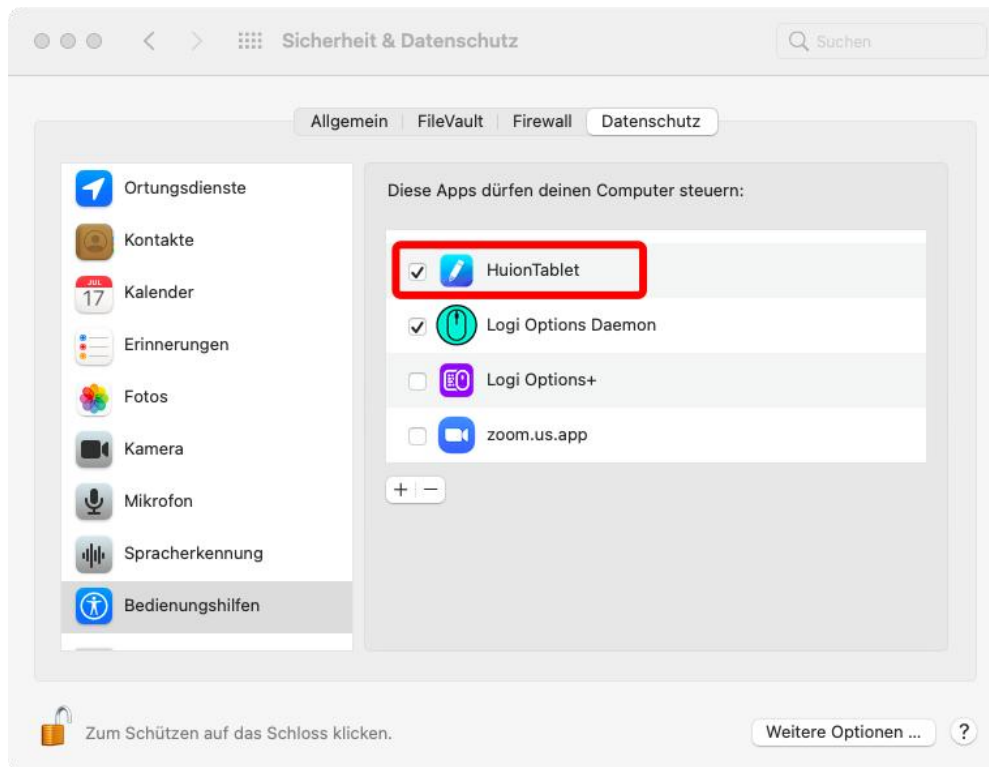 Sicherheit & Datenschutz
Suchen
Allgemein FileVault Firewall Datenschutz
Ortungsdienste
Kontakte
JUL
17
Kalender
Erinnerungen
Fotos
Kamera
Mikrofon
Spracherkennung
Bedienungshilfen
Diese Apps dürfen deinen Computer steuern:
HuionTablet
Logi Options Daemon
Logi Options+
zoom.us.app
+ −
Zum Schützen auf das Schloss klicken.
Weitere Optionen ... ?